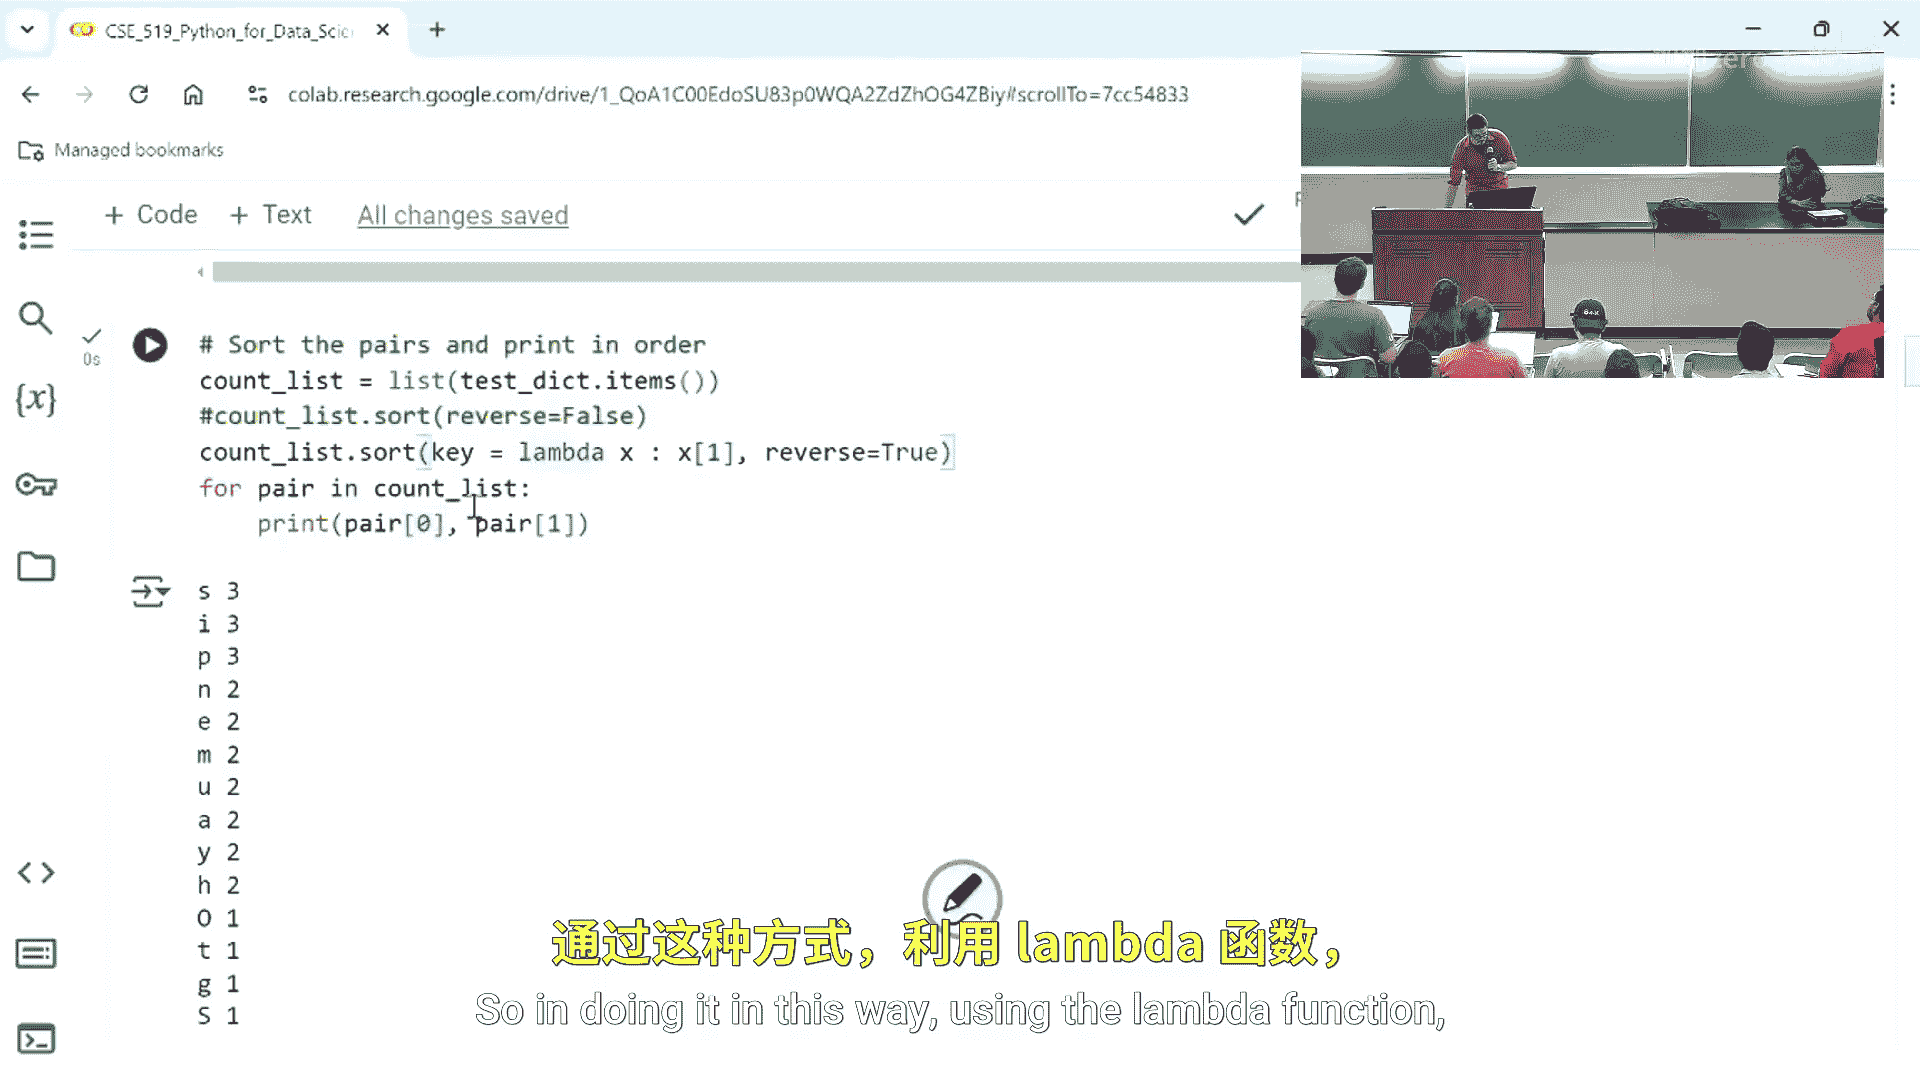 CSE_519_Python_for_Data_Scie
colab.research.google.com/drive/1_QoA1C00EdoSU83p0WQA2ZdZhOG4ZBiy#scrollTo=7cc54833
Managed bookmarks
+ Code + Text All changes saved
0s
# Sort the pairs and print in order
count_list = list(test_dict.items())
#count_list.sort(reverse=False)
count_list.sort(key = lambda x : x[1], reverse=True)
for pair in count_list:
print(pair[0], pair[1])
s 3
i 3
p 3
n 2
e 2
m 2
u 2
a 2
y 2
h 2
O 1
t 1
g 1
S 1
通过这种方式，利用 lambda 函数，
So in doing it in this way, using the lambda function,